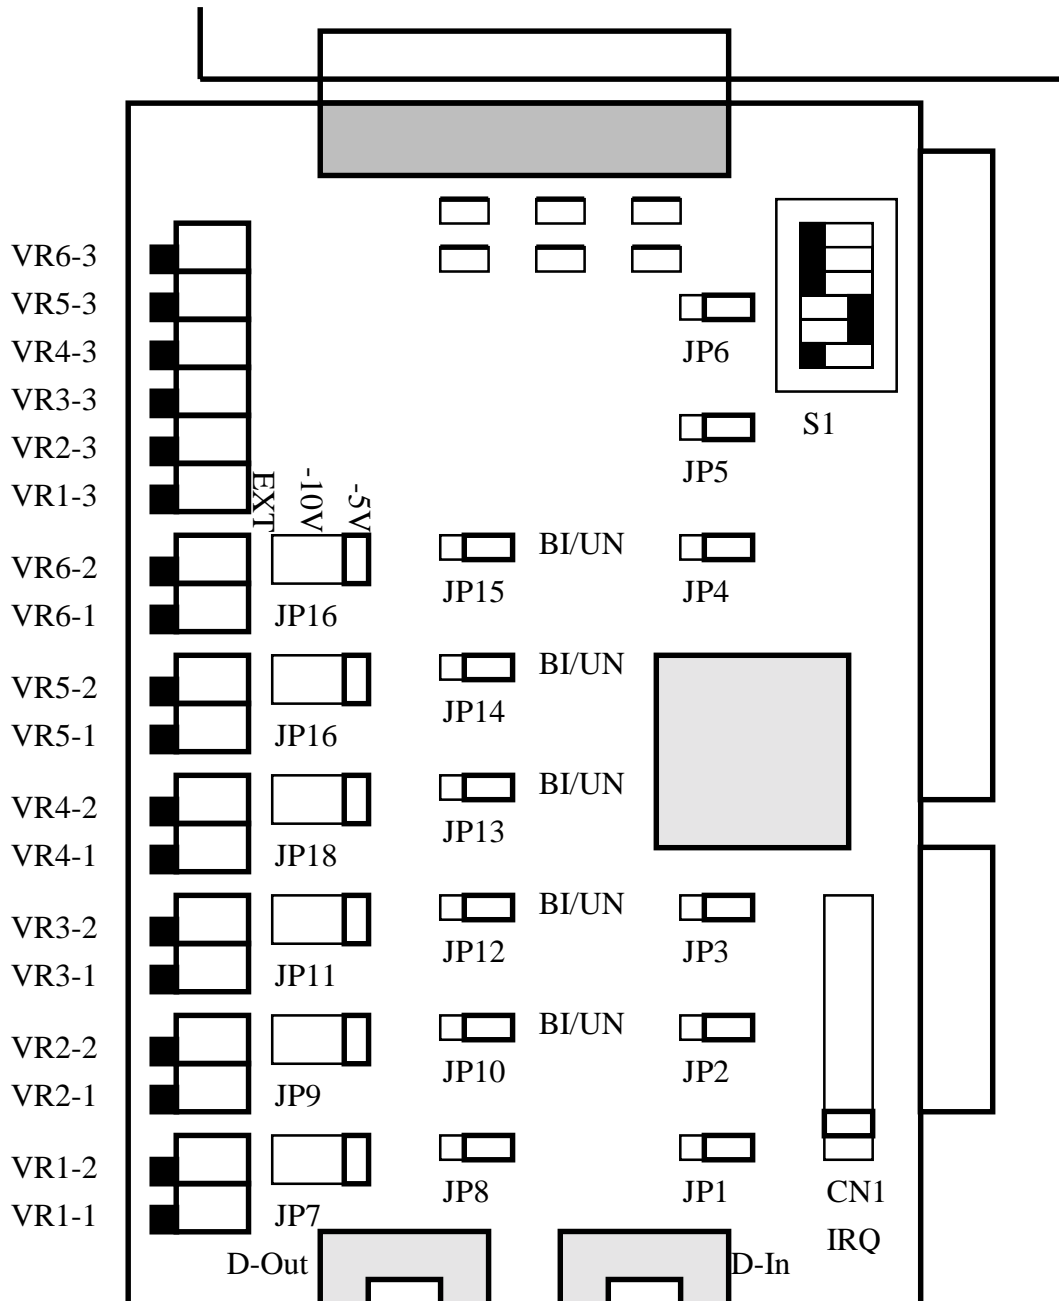 VR6-3
VR5-3
JP6
VR4-3
VR3-3
S1
VR2-3
JP5
VR1-3
EXT
-10V
-5V
VR6-2
BI/UN
JP15
JP4
VR6-1
JP16
VR5-2
BI/UN
JP14
VR5-1
JP16
VR4-2
BI/UN
JP13
VR4-1
JP18
VR3-2
BI/UN
JP12
JP3
VR3-1
JP11
VR2-2
BI/UN
JP10
JP2
VR2-1
JP9
VR1-2
JP8
JP1
CN1
VR1-1
JP7
IRQ
D-Out
D-In